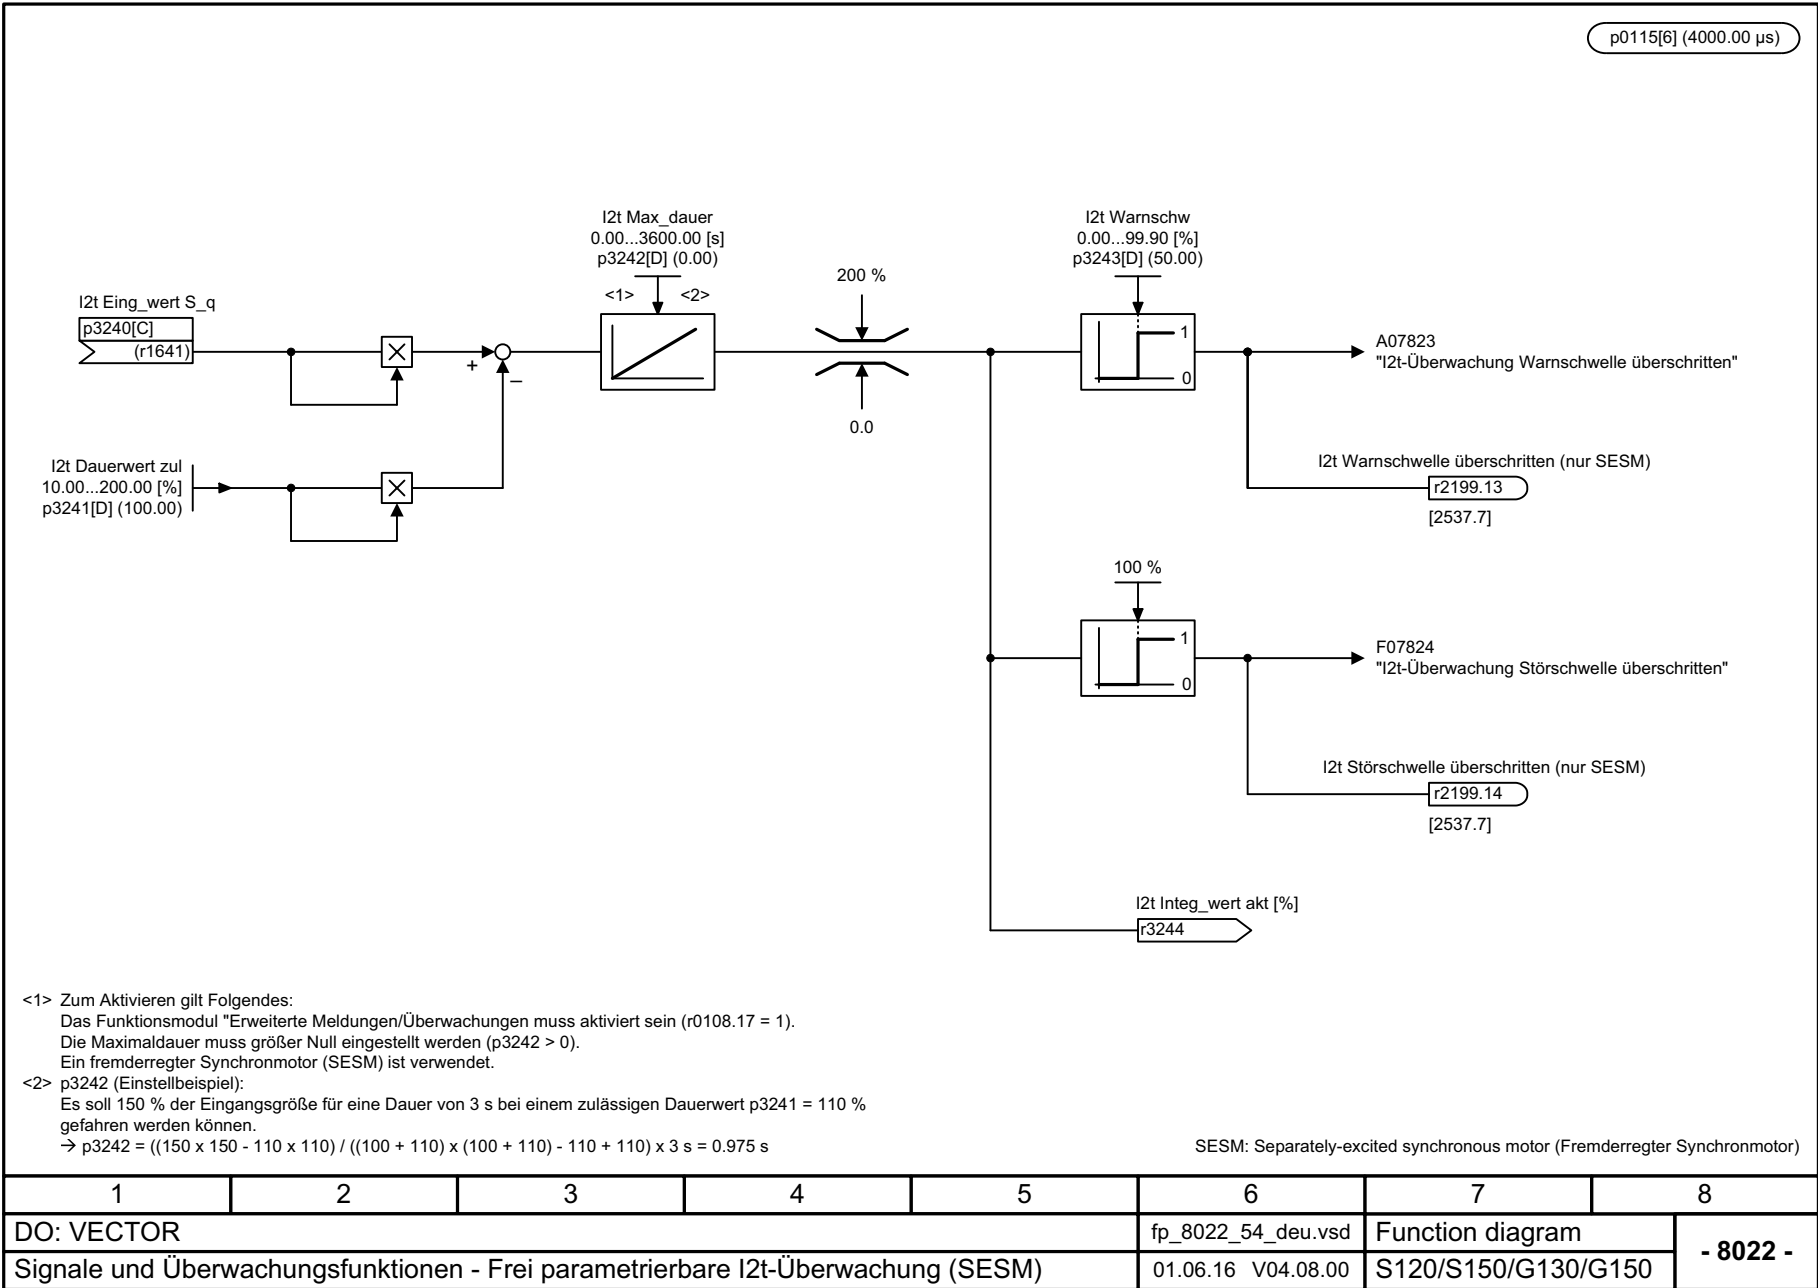 p0115[6] (4000.00 µs)
I2t Max_dauer
0.00...3600.00 [s]
p3242[D] (0.00)
<1>
<2>
200 %
0.0
I2t Warnschw
0.00...99.90 [%]
p3243[D] (50.00)
1
0
I2t Eing_wert S_q
p3240[C]
(r1641)
+
–
I2t Dauerwert zul
10.00...200.00 [%]
p3241[D] (100.00)
A07823
"I2t-Überwachung Warnschwelle überschritten"
I2t Warnschwelle überschritten (nur SESM)
r2199.13
[2537.7]
100 %
1
0
F07824
"I2t-Überwachung Störschwelle überschritten"
I2t Störschwelle überschritten (nur SESM)
r2199.14
[2537.7]
I2t Integ_wert akt [%]
r3244
<1> Zum Aktivieren gilt Folgendes:
Das Funktionsmodul "Erweiterte Meldungen/Überwachungen muss aktiviert sein (r0108.17 = 1).
Die Maximaldauer muss größer Null eingestellt werden (p3242 > 0).
Ein fremderregter Synchronmotor (SESM) ist verwendet.
<2> p3242 (Einstellbeispiel):
Es soll 150 % der Eingangsgröße für eine Dauer von 3 s bei einem zulässigen Dauerwert p3241 = 110 %
gefahren werden können.
→ p3242 = ((150 x 150 - 110 x 110) / ((100 + 110) x (100 + 110) - 110 + 110) x 3 s = 0.975 s
SESM: Separately-excited synchronous motor (Fremderregter Synchronmotor)
1 2 3 4 5 6 7 8
DO: VECTOR
fp_8022_54_deu.vsd
Function diagram
- 8022 -
Signale und Überwachungsfunktionen - Frei parametrierbare I2t-Überwachung (SESM)
01.06.16 V04.08.00
S120/S150/G130/G150